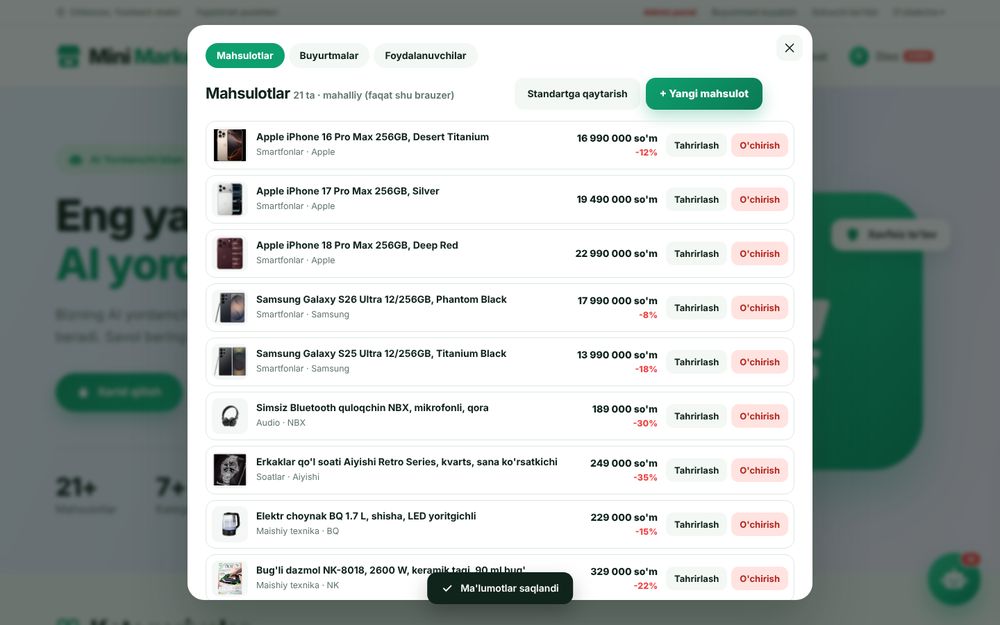 Mini Marke
Mahsulotlar
Buyurtmalar
Foydalanuvchilar
Mahsulotlar 21 ta · mahalliy (faqat shu brauzer)
Standartga qaytarish
+ Yangi mahsulot
Apple iPhone 16 Pro Max 256GB, Desert Titanium
Smartfonlar · Apple
16 990 000 so'm
-12%
Tahrirlash
O'chirish
Apple iPhone 17 Pro Max 256GB, Silver
Smartfonlar · Apple
19 490 000 so'm
Tahrirlash
O'chirish
Apple iPhone 18 Pro Max 256GB, Deep Red
Smartfonlar · Apple
22 990 000 so'm
Tahrirlash
O'chirish
Samsung Galaxy S26 Ultra 12/256GB, Phantom Black
Smartfonlar · Samsung
17 990 000 so'm
-8%
Tahrirlash
O'chirish
Samsung Galaxy S25 Ultra 12/256GB, Titanium Black
Smartfonlar · Samsung
13 990 000 so'm
-18%
Tahrirlash
O'chirish
Simsiz Bluetooth quloqchin NBX, mikrofonli, qora
Audio · NBX
189 000 so'm
-30%
Tahrirlash
O'chirish
Erkaklar qo'l soati Aiyishi Retro Series, kvarts, sana ko'rsatkichi
Soatlar · Aiyishi
249 000 so'm
-35%
Tahrirlash
O'chirish
Elektr choynak BQ 1.7 L, shisha, LED yoritgichli
Maishiy texnika · BQ
229 000 so'm
-15%
Tahrirlash
O'chirish
Bug'li dazmol NK-8018, 2600 W, keramik tagi, 90 ml bug'
Maishiy texnika · NK
329 000 so'm
-22%
Tahrirlash
O'chirish
Ma'lumotlar saqlandi
Eng ya
AI yord
Xarid qilish
21+
7+
Mahsulotlar